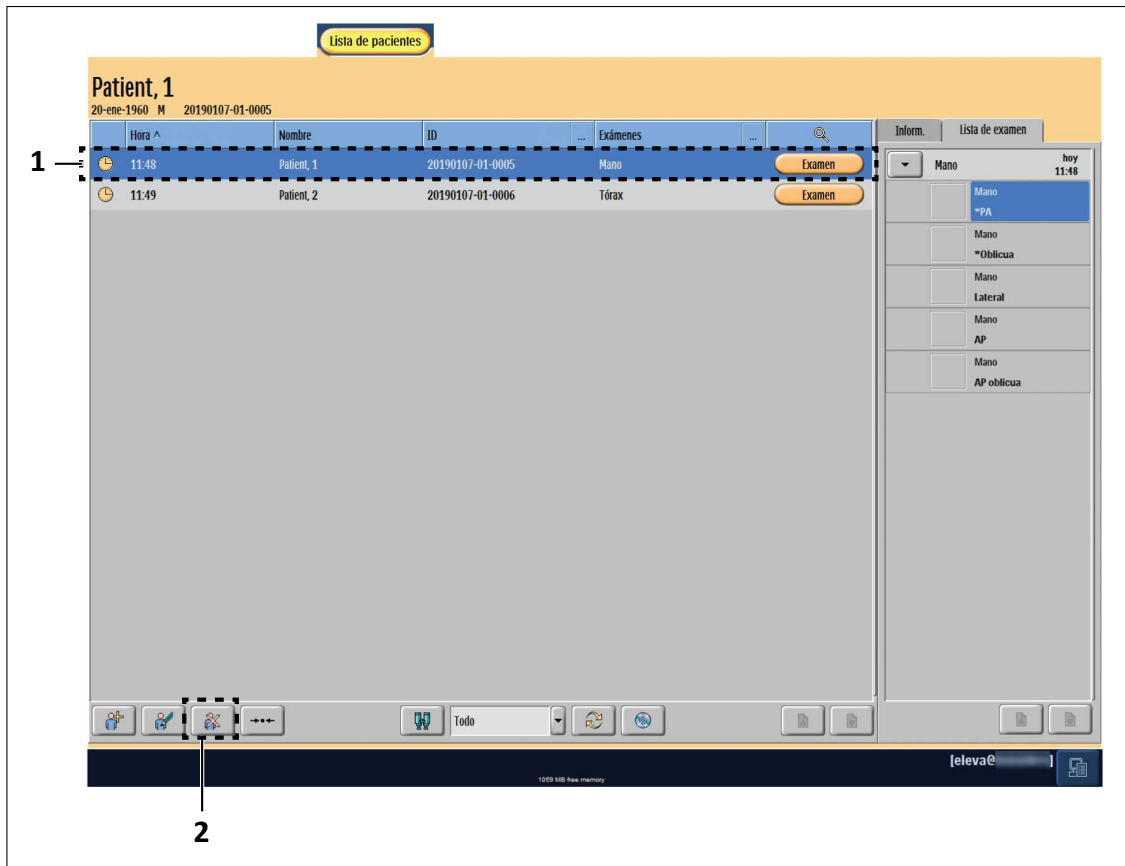 Lista de pacientes
Patient, 1
20-ene-1960 M 20190107-01-0005
Hora ^ Nombre ID ... Exámenes ...
1
11:48 Patient, 1 20190107-01-0005 Mano Examen
11:49 Patient, 2 20190107-01-0006 Tórax Examen
Inform. Lista de examen
Mano hoy
11:48
Mano
*PA
Mano
*Oblicua
Mano
Lateral
Mano
AP
Mano
AP oblicua
Todo
[eleva@ ]
1059 MB free memory
2